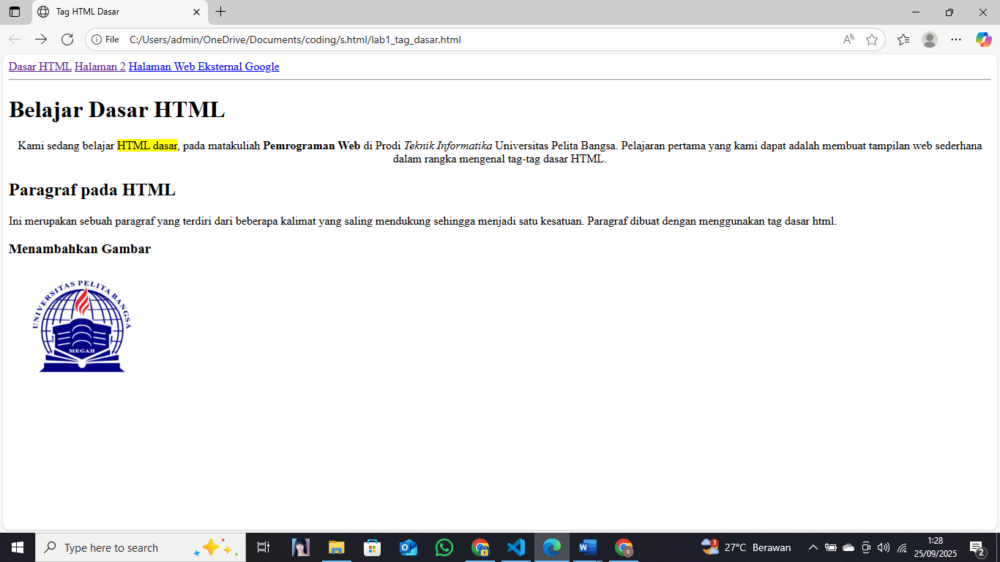 Tag HTML Dasar
File C:/Users/admin/OneDrive/Documents/coding/s.html/lab1_tag_dasar.html
Dasar HTML Halaman 2 Halaman Web Eksternal Google
Belajar Dasar HTML
Kami sedang belajar HTML dasar, pada matakuliah Pemrograman Web di Prodi Teknik Informatika Universitas Pelita Bangsa. Pelajaran pertama yang kami dapat adalah membuat tampilan web sederhana
dalam rangka mengenal tag-tag dasar HTML.
Paragraf pada HTML
Ini merupakan sebuah paragraf yang terdiri dari beberapa kalimat yang saling mendukung sehingga menjadi satu kesatuan. Paragraf dibuat dengan menggunakan tag dasar html.
Menambahkan Gambar
UNIVERSITAS PELITA BANGSA
MEGAH
Type here to search
3
27°C Berawan
1:28
25/09/2025
2